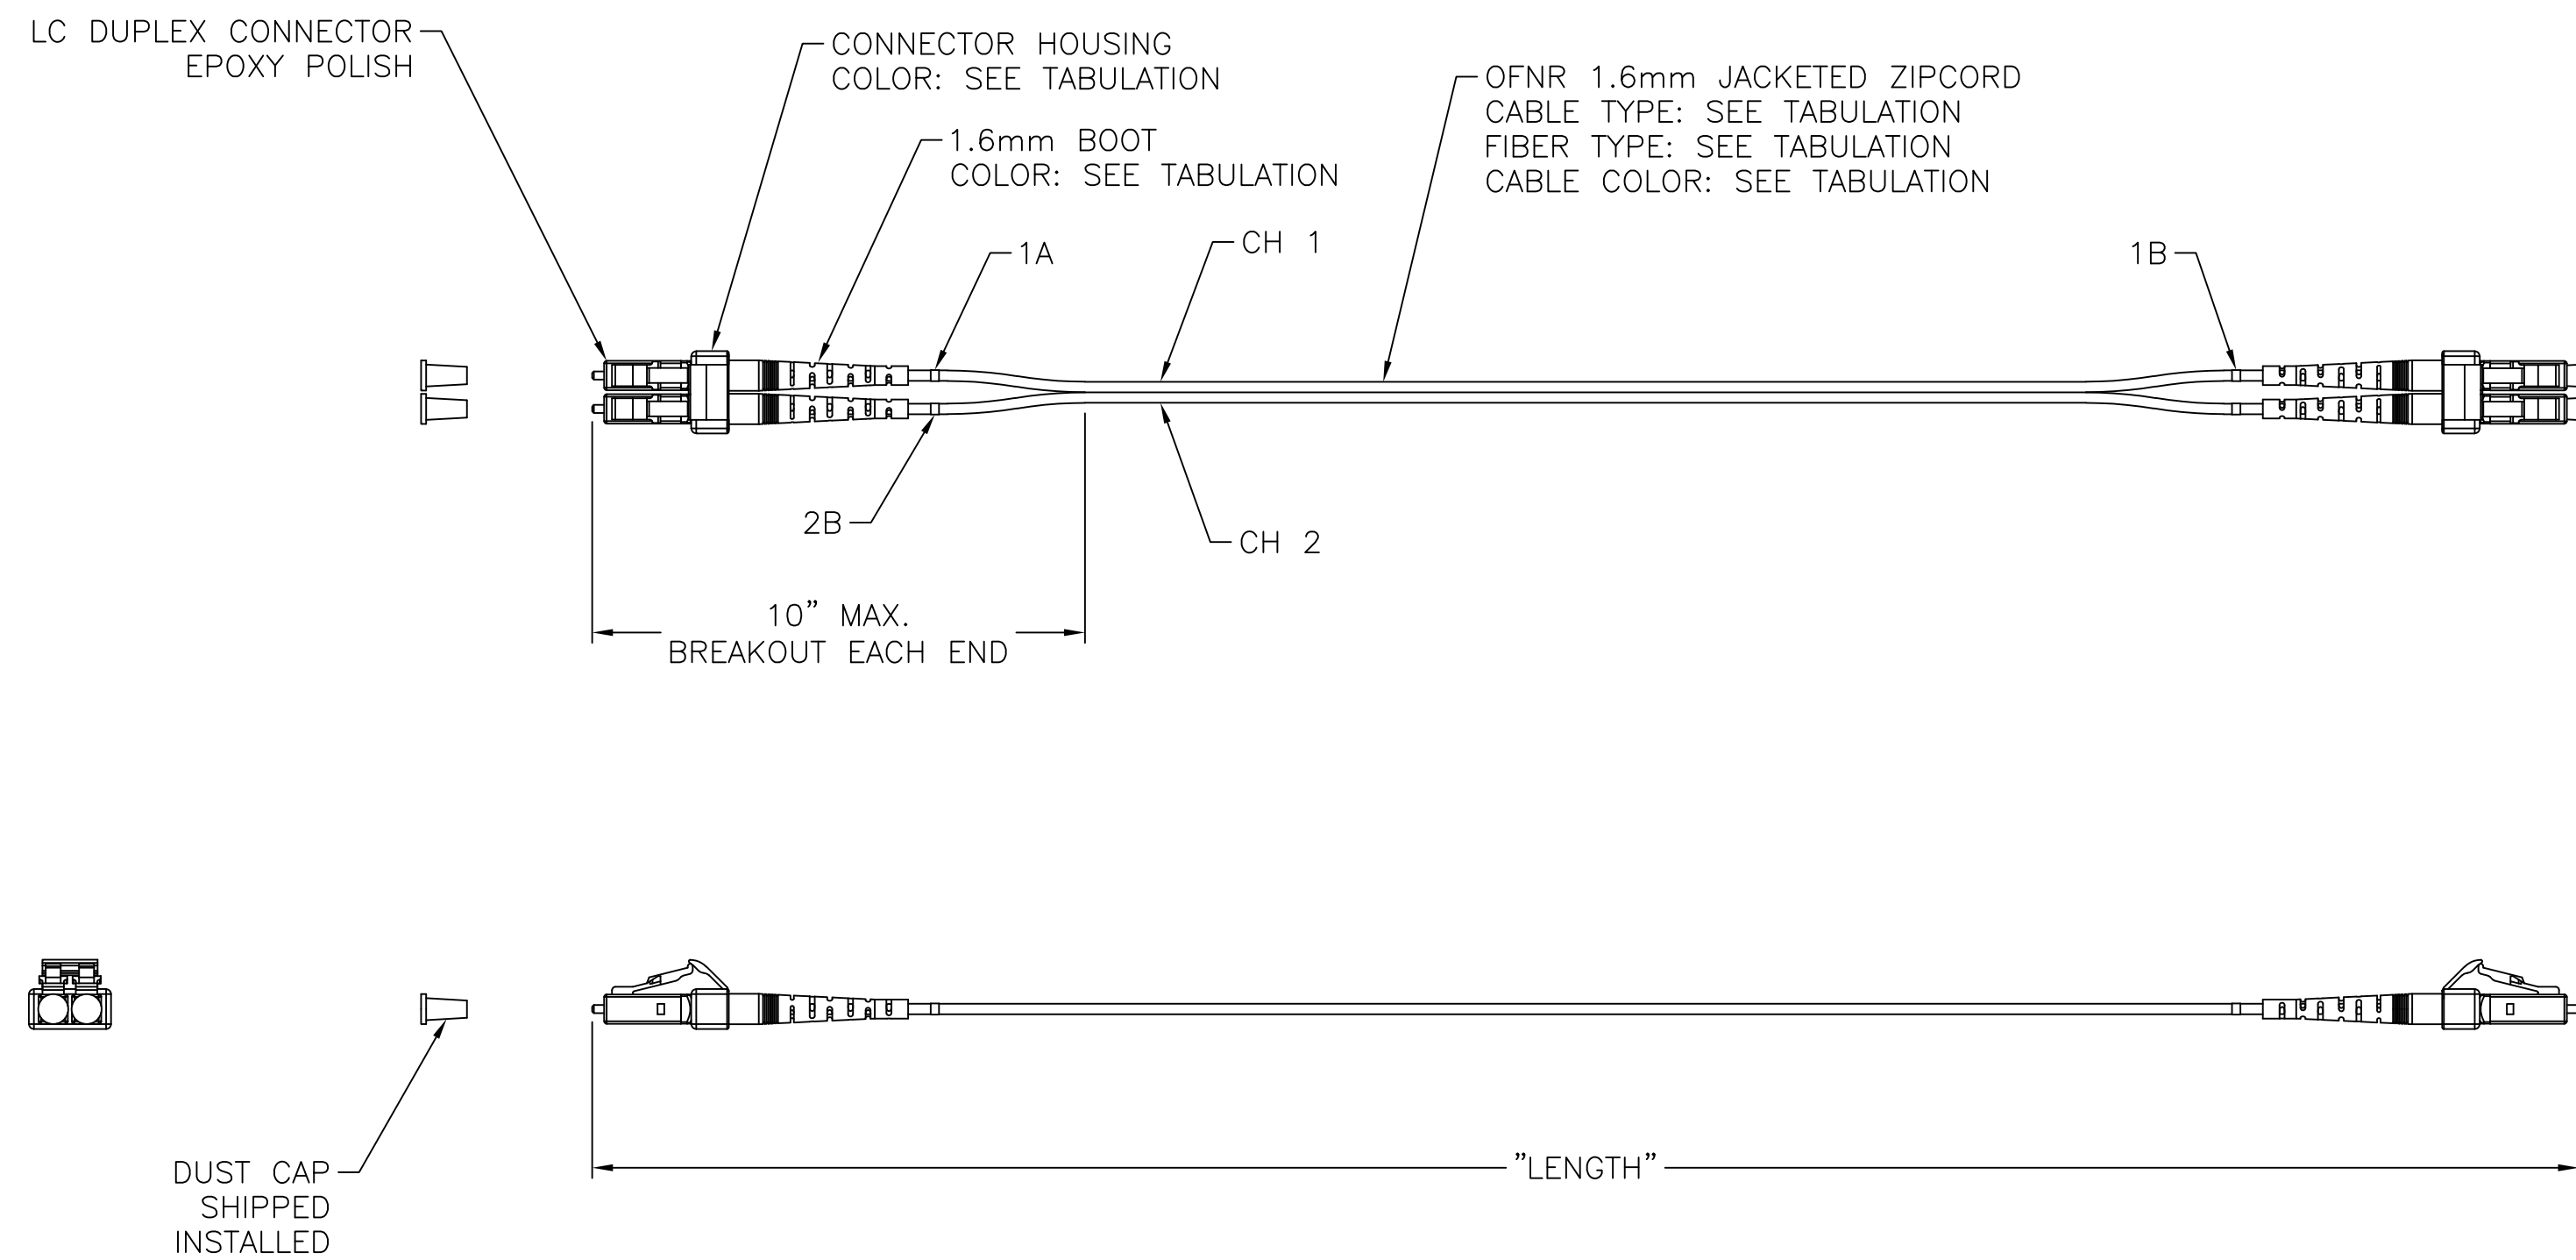 LC DUPLEX CONNECTOR
EPOXY POLISH
CONNECTOR HOUSING
COLOR: SEE TABULATION
1.6mm BOOT
COLOR: SEE TABULATION
OFNR 1.6mm JACKETED ZIPCORD
CABLE TYPE: SEE TABULATION
FIBER TYPE: SEE TABULATION
CABLE COLOR: SEE TABULATION
1A
CH 1
1B
2B
CH 2
10" MAX.
BREAKOUT EACH END
"LENGTH"
DUST CAP
SHIPPED
INSTALLED